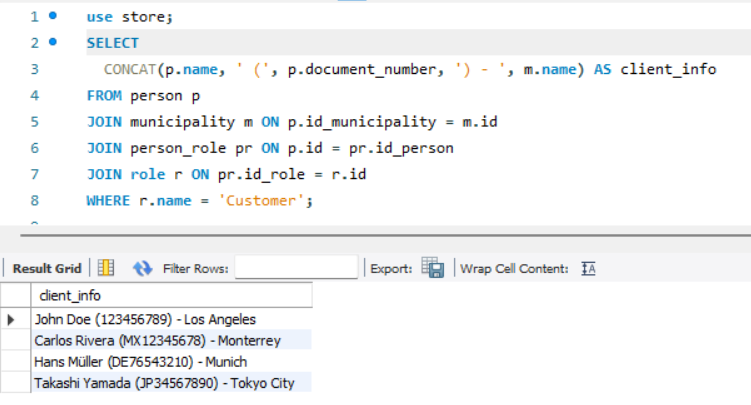 1 use store;
2 SELECT
3 CONCAT(p.name, ' (', p.document_number, ') - ', m.name) AS client_info
4 FROM person p
5 JOIN municipality m ON p.id_municipality = m.id
6 JOIN person_role pr ON p.id = pr.id_person
7 JOIN role r ON pr.id_role = r.id
8 WHERE r.name = 'Customer';
Result Grid Filter Rows: Export: Wrap Cell Content: IA
client_info
John Doe (123456789) - Los Angeles
Carlos Rivera (MX12345678) - Monterrey
Hans Müller (DE76543210) - Munich
Takashi Yamada (JP34567890) - Tokyo City